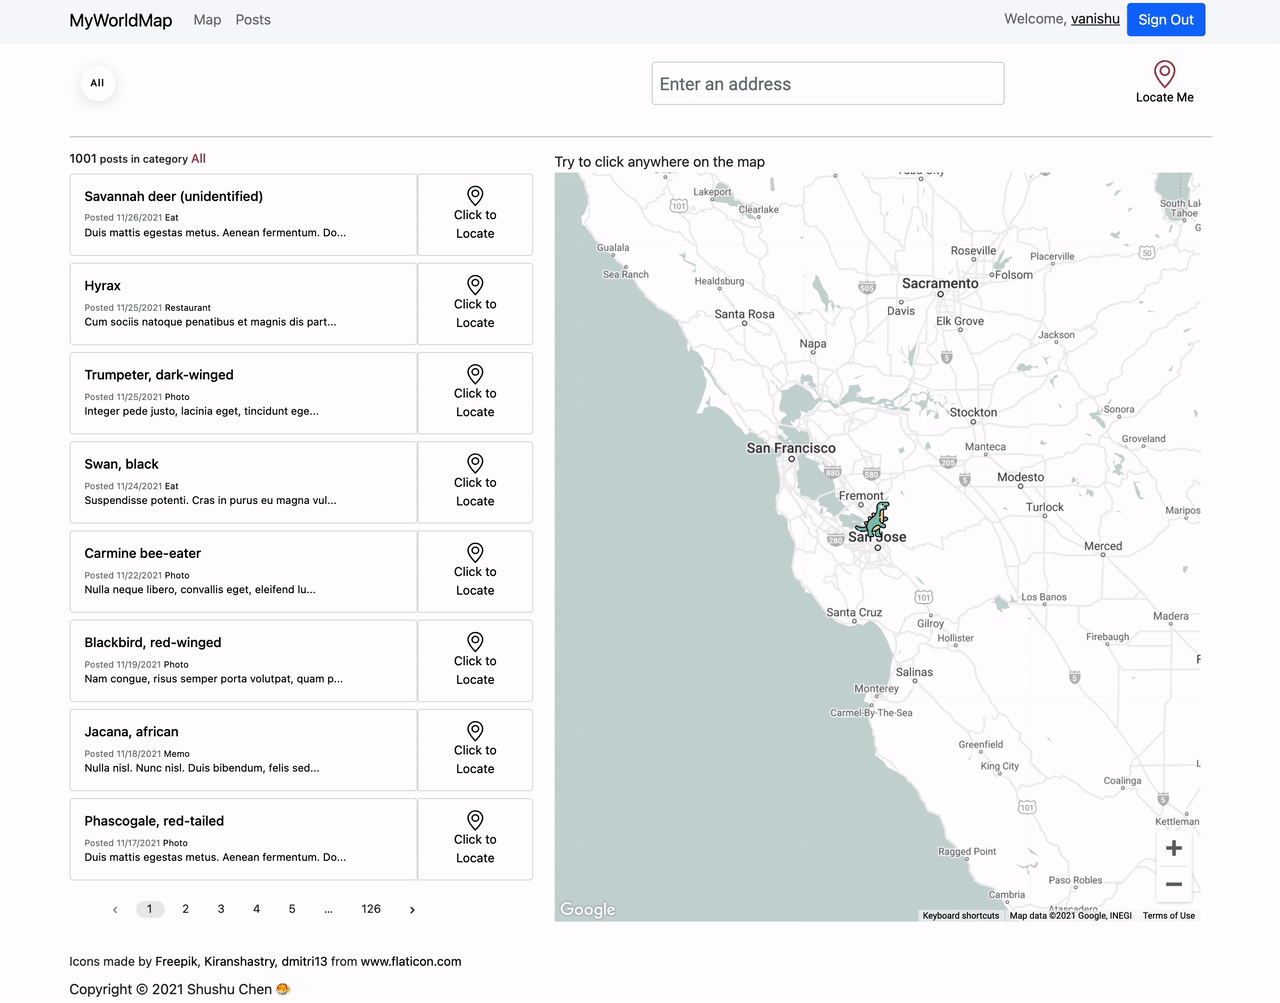 MyWorldMap Map Posts Welcome, vanishu Sign Out
All
Enter an address
Locate Me
1001 posts in category All
Savannah deer (unidentified)
Posted 11/26/2021 Eat
Duis mattis egestas metus. Aenean fermentum. Do...
Click to
Locate
Hyrax
Posted 11/25/2021 Restaurant
Cum sociis natoque penatibus et magnis dis part...
Click to
Locate
Trumpeter, dark-winged
Posted 11/25/2021 Photo
Integer pede justo, lacinia eget, tincidunt ege...
Click to
Locate
Swan, black
Posted 11/24/2021 Eat
Suspendisse potenti. Cras in purus eu magna vul...
Click to
Locate
Carmine bee-eater
Posted 11/22/2021 Photo
Nulla neque libero, convallis eget, eleifend lu...
Click to
Locate
Blackbird, red-winged
Posted 11/19/2021 Photo
Nam congue, risus semper porta volutpat, quam p...
Click to
Locate
Jacana, african
Posted 11/18/2021 Memo
Nulla nisl. Nunc nisl. Duis bibendum, felis sed...
Click to
Locate
Phascogale, red-tailed
Posted 11/17/2021 Photo
Duis mattis egestas metus. Aenean fermentum. Do...
Click to
Locate
‹ 1 2 3 4 5 ... 126 ›
Try to click anywhere on the map
Lakeport
101
Clearlake
South Lak
Tahoe
Gualala
Roseville
50
Placerville
Sea Ranch
Folsom
Healdsburg
505
Sacramento
Santa Rosa
Davis
Elk Grove
Jackson
Napa
5
Stockton
Sonora
Groveland
San Francisco
Manteca
880
580
205
5
Modesto
Fremont
Turlock
Maripos
280
San Jose
Merced
101
Los Banos
Santa Cruz
Gilroy
Madera
Hollister
Firebaugh
Salinas
5
Monterey
Carmel-By-The-Sea
Greenfield
King City
Coalinga
101
5
Kettleman
Ragged Point
Paso Robles
Cambria
Atascadero
+
−
Google
Keyboard shortcuts Map data ©2021 Google, INEGI Terms of Use
Icons made by Freepik, Kiranshastry, dmitri13 from www.flaticon.com
Copyright © 2021 Shushu Chen